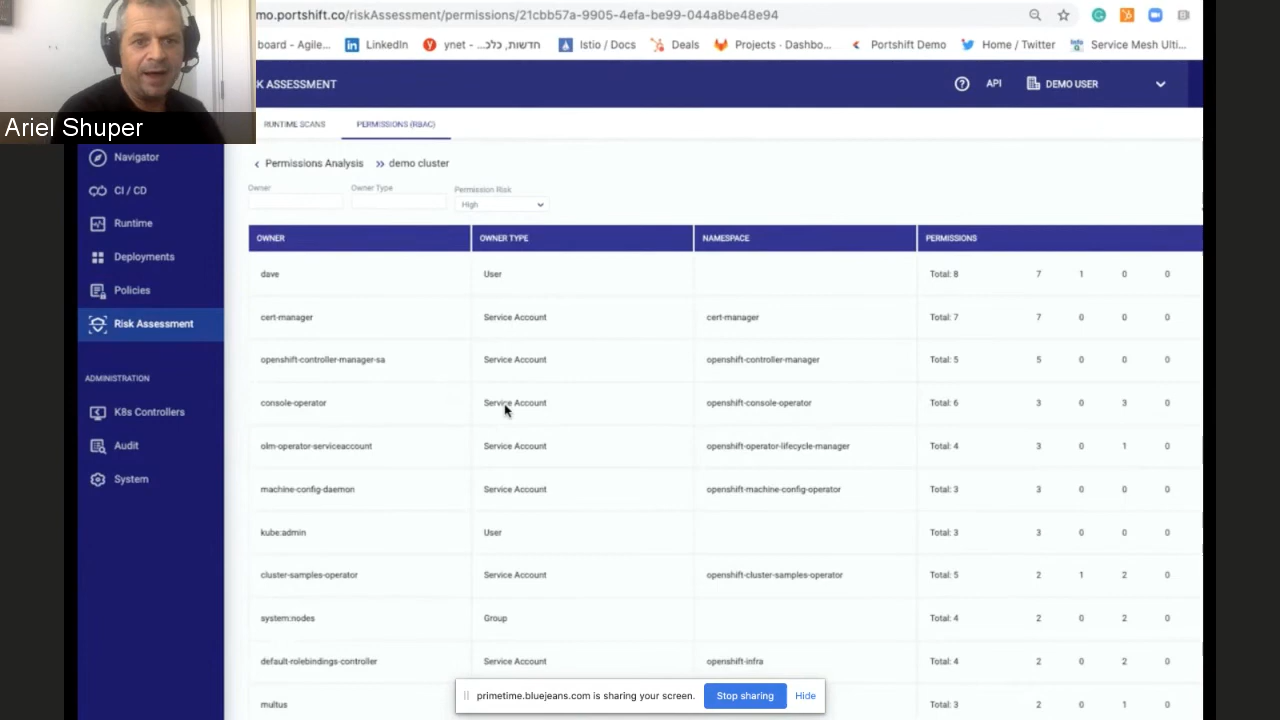 mo.portshift.co/riskAssessment/permissions/21cbb57a-9905-4efa-be99-044a8be48e94
board - Agile... LinkedIn ynet - חדשות, כלכ... Istio / Docs Deals Projects - Dashbo... Portshift Demo Home / Twitter Service Mesh Ulti...
K ASSESSMENT API DEMO USER
Ariel Shuper
RUNTIME SCANS PERMISSIONS (RBAC)
Navigator
CI / CD
Runtime
Deployments
Policies
Risk Assessment
ADMINISTRATION
K8s Controllers
Audit
System
Permissions Analysis demo cluster
Owner Owner Type Permission Risk
High
OWNER OWNER TYPE NAMESPACE PERMISSIONS
dave User Total: 8 7 1 0 0
cert-manager Service Account cert-manager Total: 7 7 0 0 0
openshift-controller-manager-sa Service Account openshift-controller-manager Total: 5 5 0 0 0
console-operator Service Account openshift-console-operator Total: 6 3 0 3 0
olm-operator-serviceaccount Service Account openshift-operator-lifecycle-manager Total: 4 3 0 1 0
machine-config-daemon Service Account openshift-machine-config-operator Total: 3 3 0 0 0
kube:admin User Total: 3 3 0 0 0
cluster-samples-operator Service Account openshift-cluster-samples-operator Total: 5 2 1 2 0
system:nodes Group Total: 4 2 0 2 0
default-rolebindings-controller Service Account openshift-infra Total: 4 2 0 2 0
multus Total: 3 2 0 1 0
primetime.bluejeans.com is sharing your screen. Stop sharing Hide